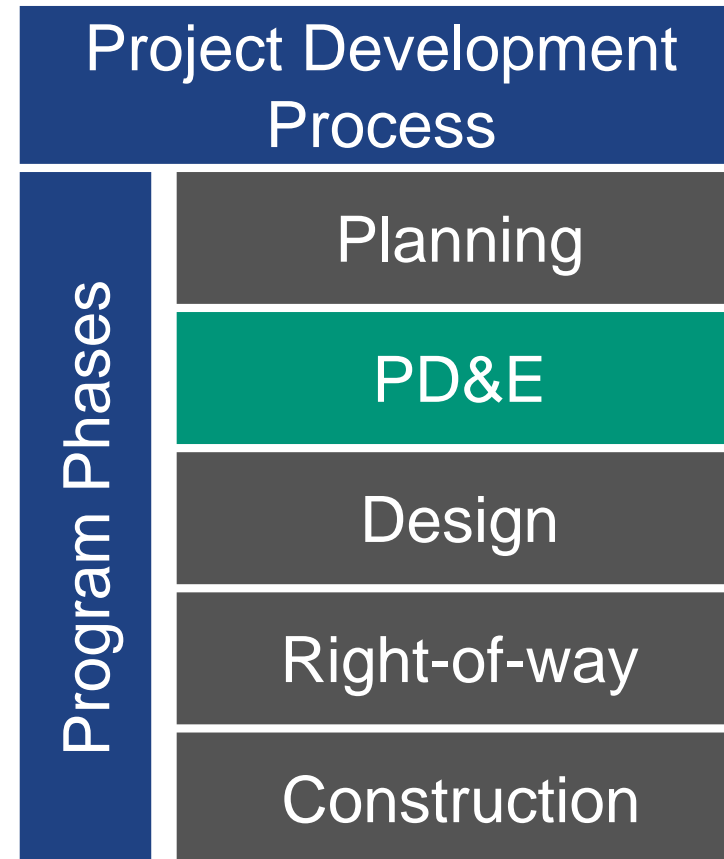 Project Development
Process
Program Phases
Planning
PD&E
Design
Right-of-way
Construction